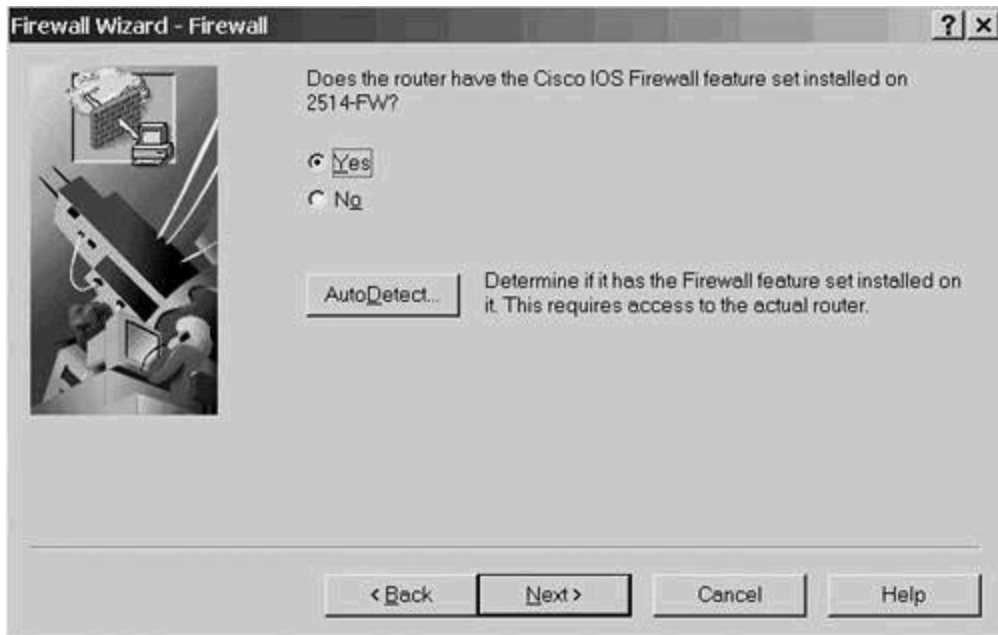 Firewall Wizard - Firewall
Does the router have the Cisco IOS Firewall feature set installed on
2514-FW?
Yes
No
AutoDetect...
Determine if it has the Firewall feature set installed on
it. This requires access to the actual router.
< Back
Next >
Cancel
Help